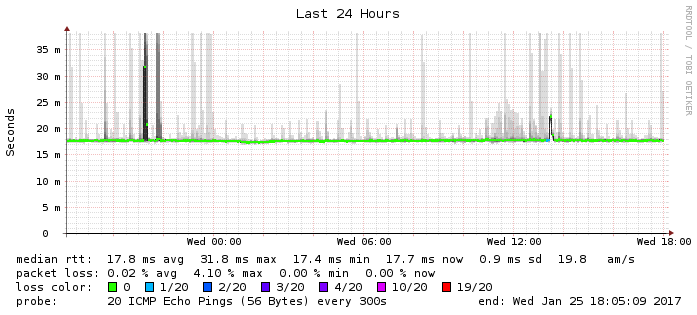 Last 24 Hours
RRDTOOL / TOBI OETIKER
Seconds
35 m
30 m
25 m
20 m
15 m
10 m
5 m
0
Wed 00:00 Wed 06:00 Wed 12:00 Wed 18:00
median rtt: 17.8 ms avg 31.8 ms max 17.4 ms min 17.7 ms now 0.9 ms sd 19.8 am/s
packet loss: 0.02 % avg 4.10 % max 0.00 % min 0.00 % now
loss color: 0 1/20 2/20 3/20 4/20 10/20 19/20
probe: 20 ICMP Echo Pings (56 Bytes) every 300s end: Wed Jan 25 18:05:09 2017